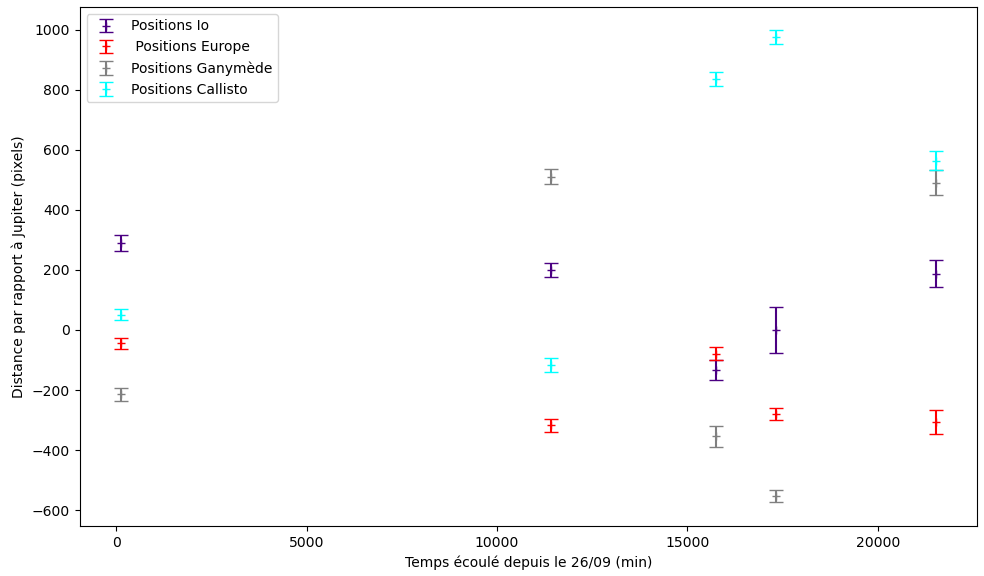 Positions Io
Positions Europe
Positions Ganymède
Positions Callisto
Distance par rapport à Jupiter (pixels)
1000
800
600
400
200
0
−200
−400
−600
0
5000
10000
15000
20000
Temps écoulé depuis le 26/09 (min)